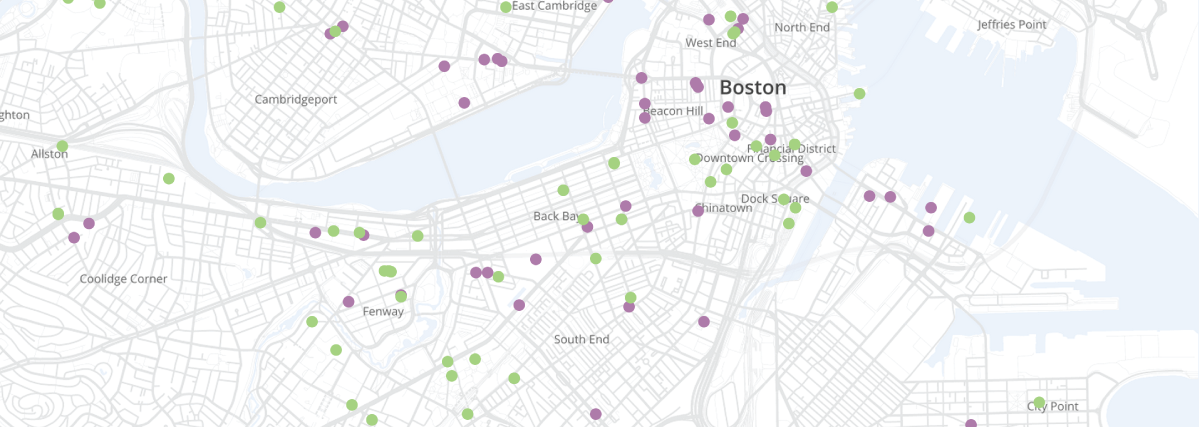 East Cambridge
Jeffries Point
North End
West End
Boston
Cambridgeport
Beacon Hill
ghton
Financial District
Allston
Downtown Crossing
Dock Square
Chinatown
Back Bay
Coolidge Corner
Fenway
South End
City Point